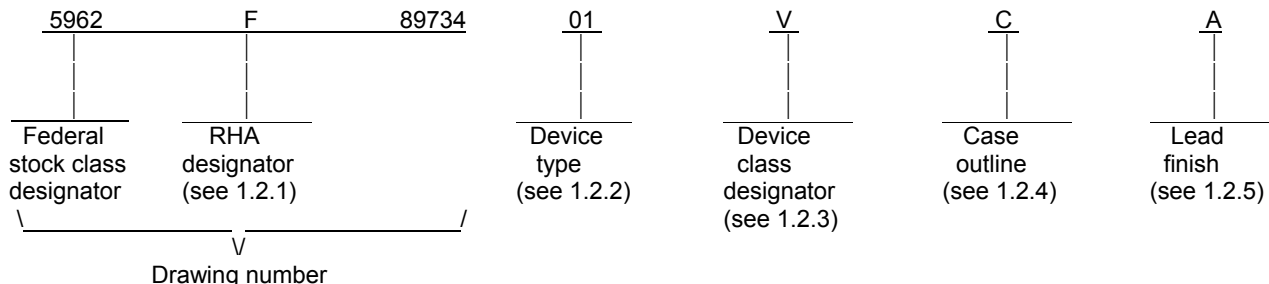 5962 F 89734 01 V C A
Federal stock class designator
RHA designator (see 1.2.1)
Device type (see 1.2.2)
Device class designator (see 1.2.3)
Case outline (see 1.2.4)
Lead finish (see 1.2.5)
Drawing number